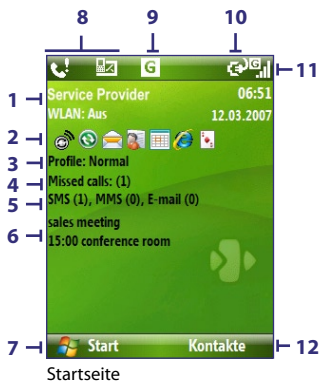 8 9 10
G G
11
1 Service Provider 06:51
WLAN: Aus 12.03.2007
2
3 Profile: Normal
4 Missed calls: (1)
5 SMS (1), MMS (0), E-mail (0)
sales meeting
6 15:00 conference room
7 Start Kontakte 12
Startseite